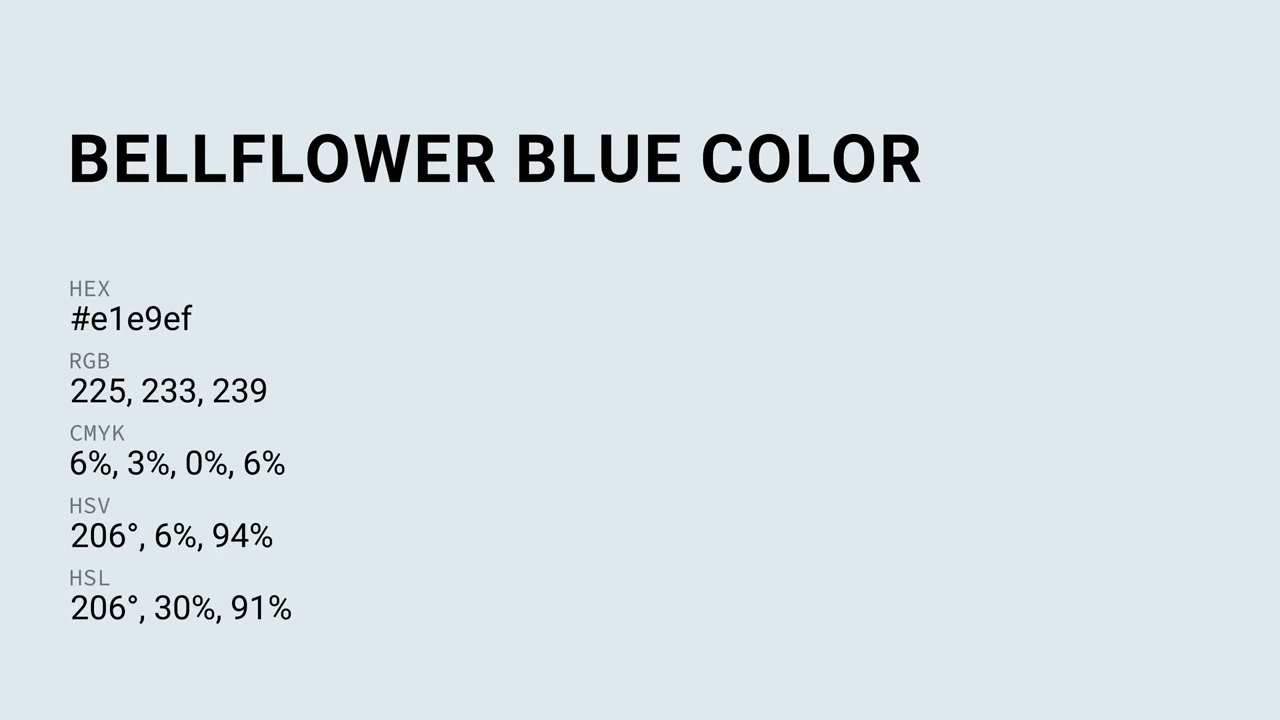 BELLFLOWER BLUE COLOR
HEX
#e1e9ef
RGB
225, 233, 239
CMYK
6%, 3%, 0%, 6%
HSV
206°, 6%, 94%
HSL
206°, 30%, 91%